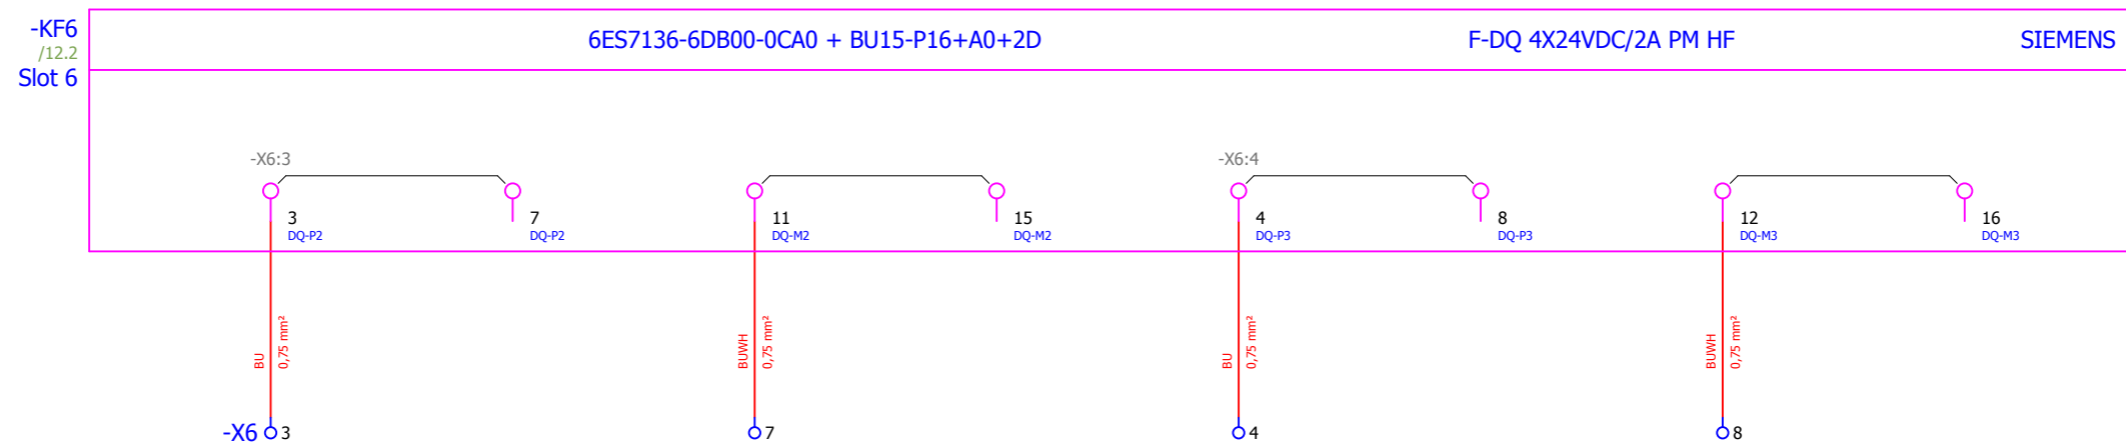 -KF6
/12.2
Slot 6
6ES7136-6DB00-0CA0 + BU15-P16+A0+2D
F-DQ 4X24VDC/2A PM HF
SIEMENS
-X6:3
-X6:4
3
DQ-P2
7
DQ-P2
11
DQ-M2
15
DQ-M2
4
DQ-P3
8
DQ-P3
12
DQ-M3
16
DQ-M3
BU
0,75 mm²
BUWH
0,75 mm²
BU
0,75 mm²
BUWH
0,75 mm²
-X6
3
7
4
8